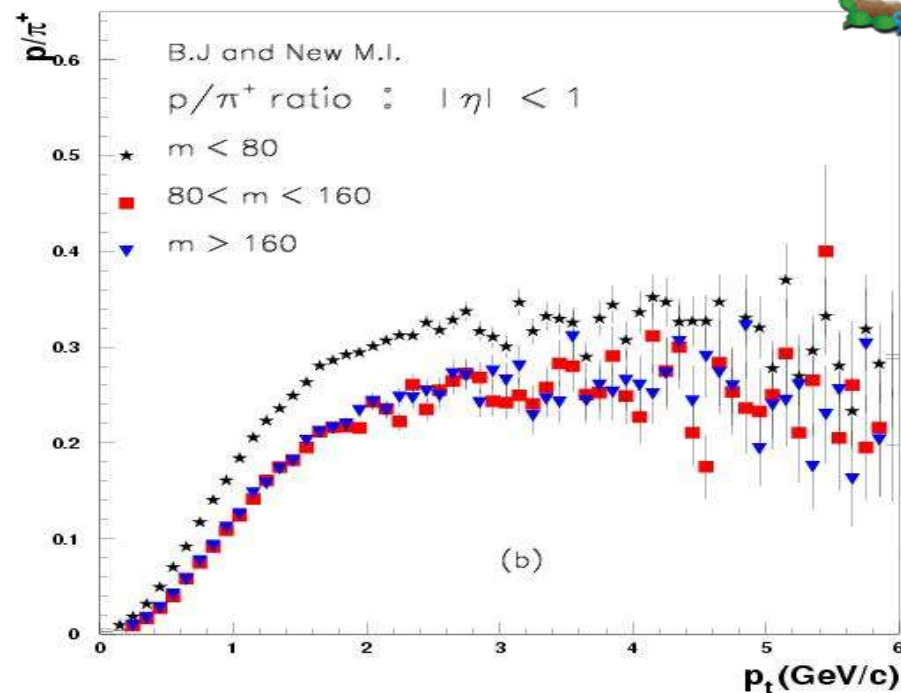 p/π+
0.6
0.5
0.4
0.3
0.2
0.1
0
B.J and New M.I.
p/π+ ratio : |η| < 1
m < 80
80< m < 160
m > 160
(b)
0 1 2 3 4 5 6
pt (GeV/c)